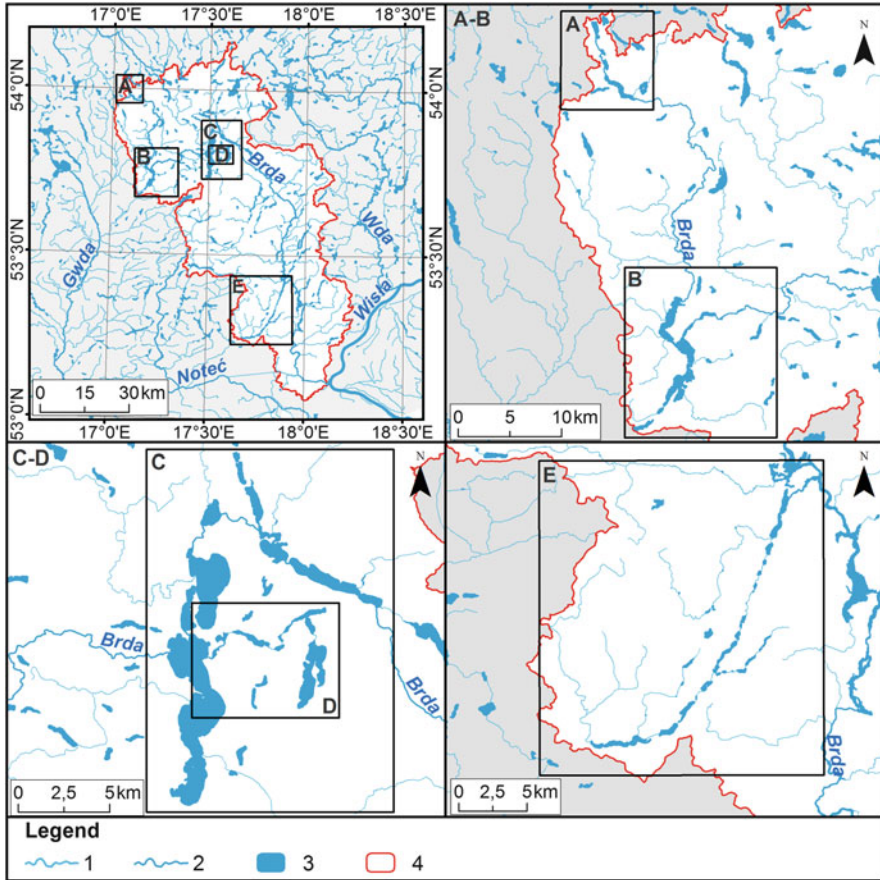 17°0'E 17°30'E 18°0'E 18°30'E
54°0'N
53°30'N
53°0'N
A
B
C
D
E
Brda
Gwda
Wda
Wisła
Noteć
0 15 30 km
17°0'E 17°30'E 18°0'E 18°30'E
A-B
N
54°0'N
53°30'N
A
Brda
B
0 5 10 km
C-D
C
N
Brda
D
Brda
0 2,5 5 km
E
N
Brda
0 2,5 5 km
Legend
1 2 3 4